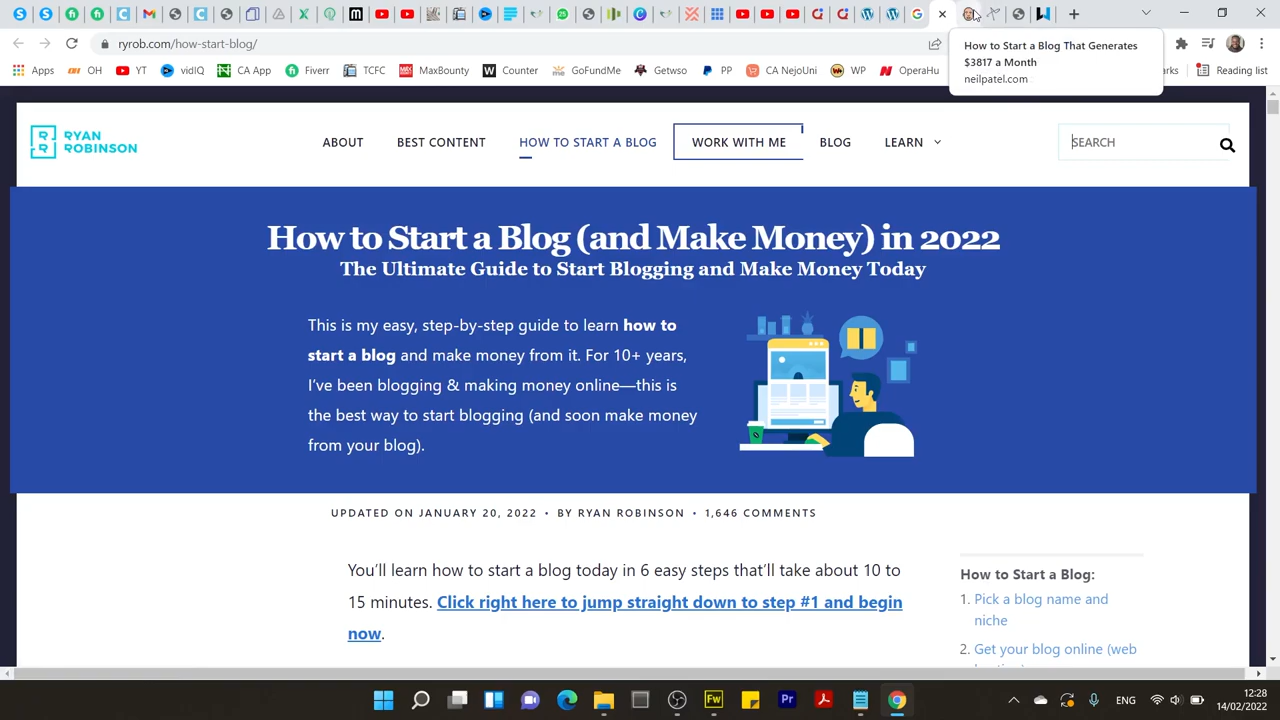 ryrob.com/how-start-blog/
How to Start a Blog That Generates
$3817 a Month
neilpatel.com
Apps
OH
YT
vidIQ
CA App
Fiverr
TCFC
MaxBounty
Counter
GoFundMe
Getwso
PP
CA NejoUni
WP
OperaHu
rks
Reading list
RYAN
ROBINSON
ABOUT
BEST CONTENT
HOW TO START A BLOG
WORK WITH ME
BLOG
LEARN
SEARCH
How to Start a Blog (and Make Money) in 2022
The Ultimate Guide to Start Blogging and Make Money Today
This is my easy, step-by-step guide to learn how to
start a blog and make money from it. For 10+ years,
I've been blogging & making money online—this is
the best way to start blogging (and soon make money
from your blog).
UPDATED ON JANUARY 20, 2022 • BY RYAN ROBINSON • 1,646 COMMENTS
You'll learn how to start a blog today in 6 easy steps that'll take about 10 to
15 minutes. Click right here to jump straight down to step #1 and begin
now.
How to Start a Blog:
1. Pick a blog name and
niche
2. Get your blog online (web
ENG
12:28
14/02/2022